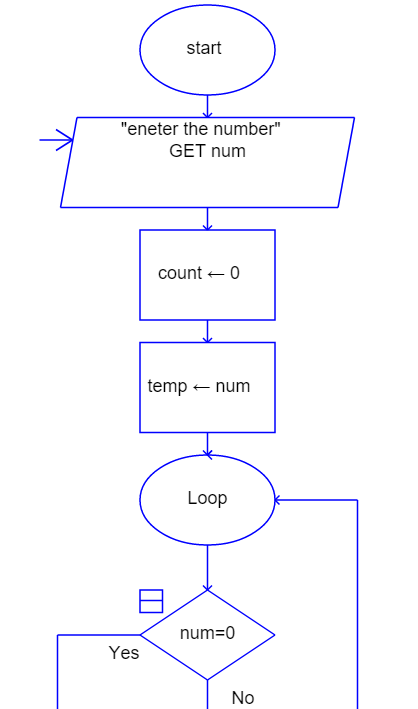 start
"eneter the number"
GET num
count ← 0
temp ← num
Loop
num=0
Yes
No